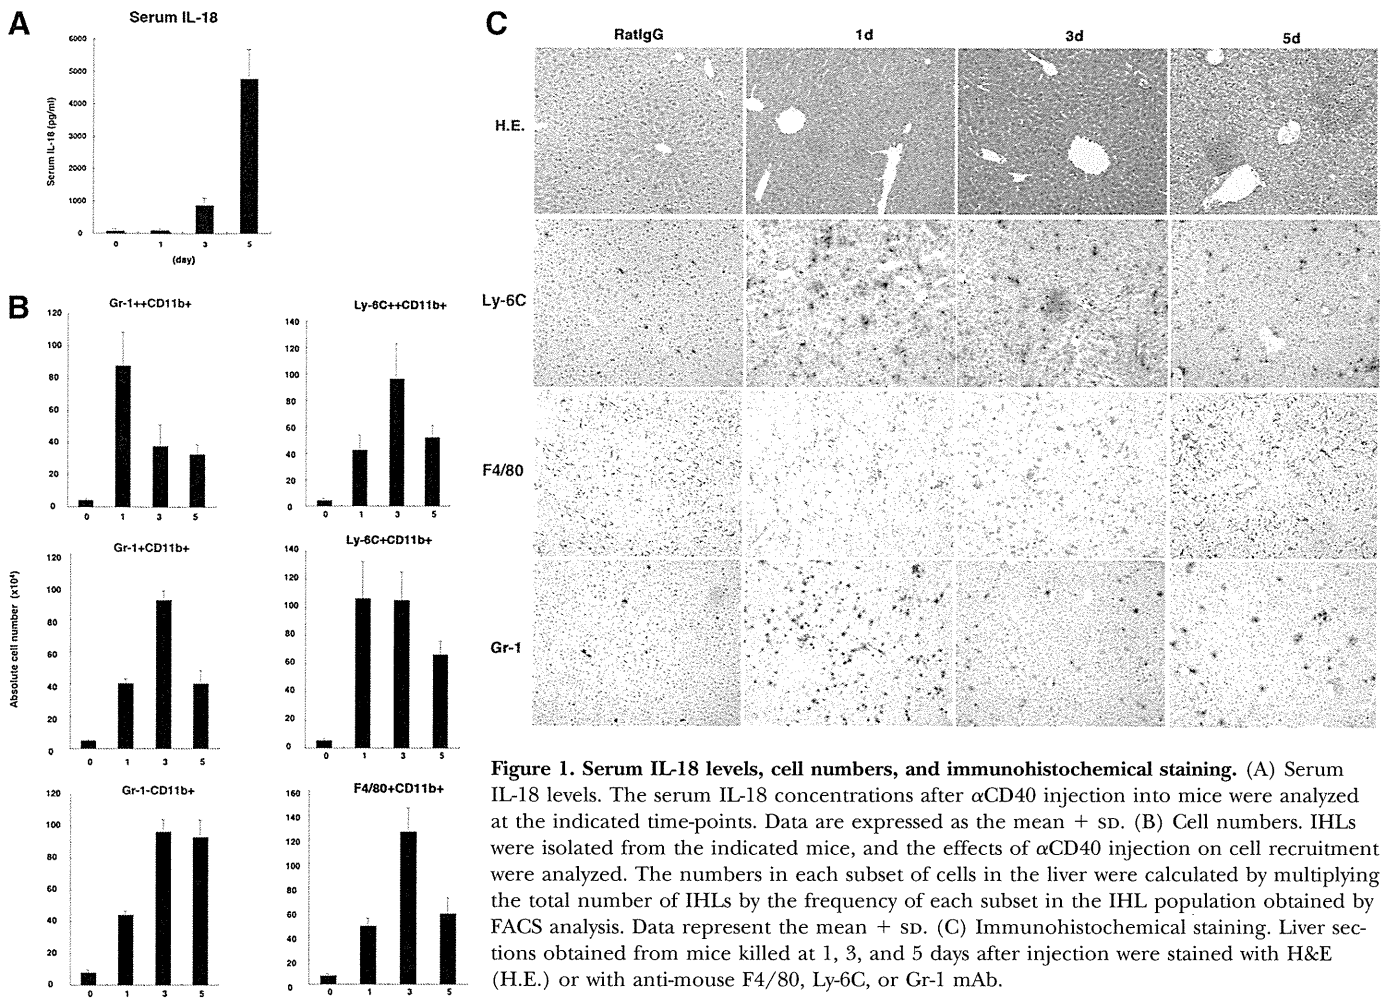 A
Serum IL-18
6000
5000
4000
3000
2000
1000
0
Serum IL-18 (pg/ml)
0 1 3 5
(day)
B
Gr-1++CD11b+
120
100
80
60
40
20
0
0 1 3 5
Ly-6C++CD11b+
140
120
100
80
60
40
20
0
0 1 3 5
Absolute cell number (x10⁴)
Gr-1+CD11b+
120
100
80
60
40
20
0
0 1 3 5
Ly-6C+CD11b+
140
120
100
80
60
40
20
0
0 1 3 5
Gr-1-CD11b+
120
100
80
60
40
20
0
0 1 3 5
F4/80+CD11b+
160
140
120
100
80
60
40
20
0
0 1 3 5
C
RatIgG 1d 3d 5d
H.E.
Ly-6C
F4/80
Gr-1
Figure 1. Serum IL-18 levels, cell numbers, and immunohistochemical staining. (A) Serum
IL-18 levels. The serum IL-18 concentrations after αCD40 injection into mice were analyzed
at the indicated time-points. Data are expressed as the mean + SD. (B) Cell numbers. IHLs
were isolated from the indicated mice, and the effects of αCD40 injection on cell recruitment
were analyzed. The numbers in each subset of cells in the liver were calculated by multiplying
the total number of IHLs by the frequency of each subset in the IHL population obtained by
FACS analysis. Data represent the mean + SD. (C) Immunohistochemical staining. Liver sec-
tions obtained from mice killed at 1, 3, and 5 days after injection were stained with H&E
(H.E.) or with anti-mouse F4/80, Ly-6C, or Gr-1 mAb.